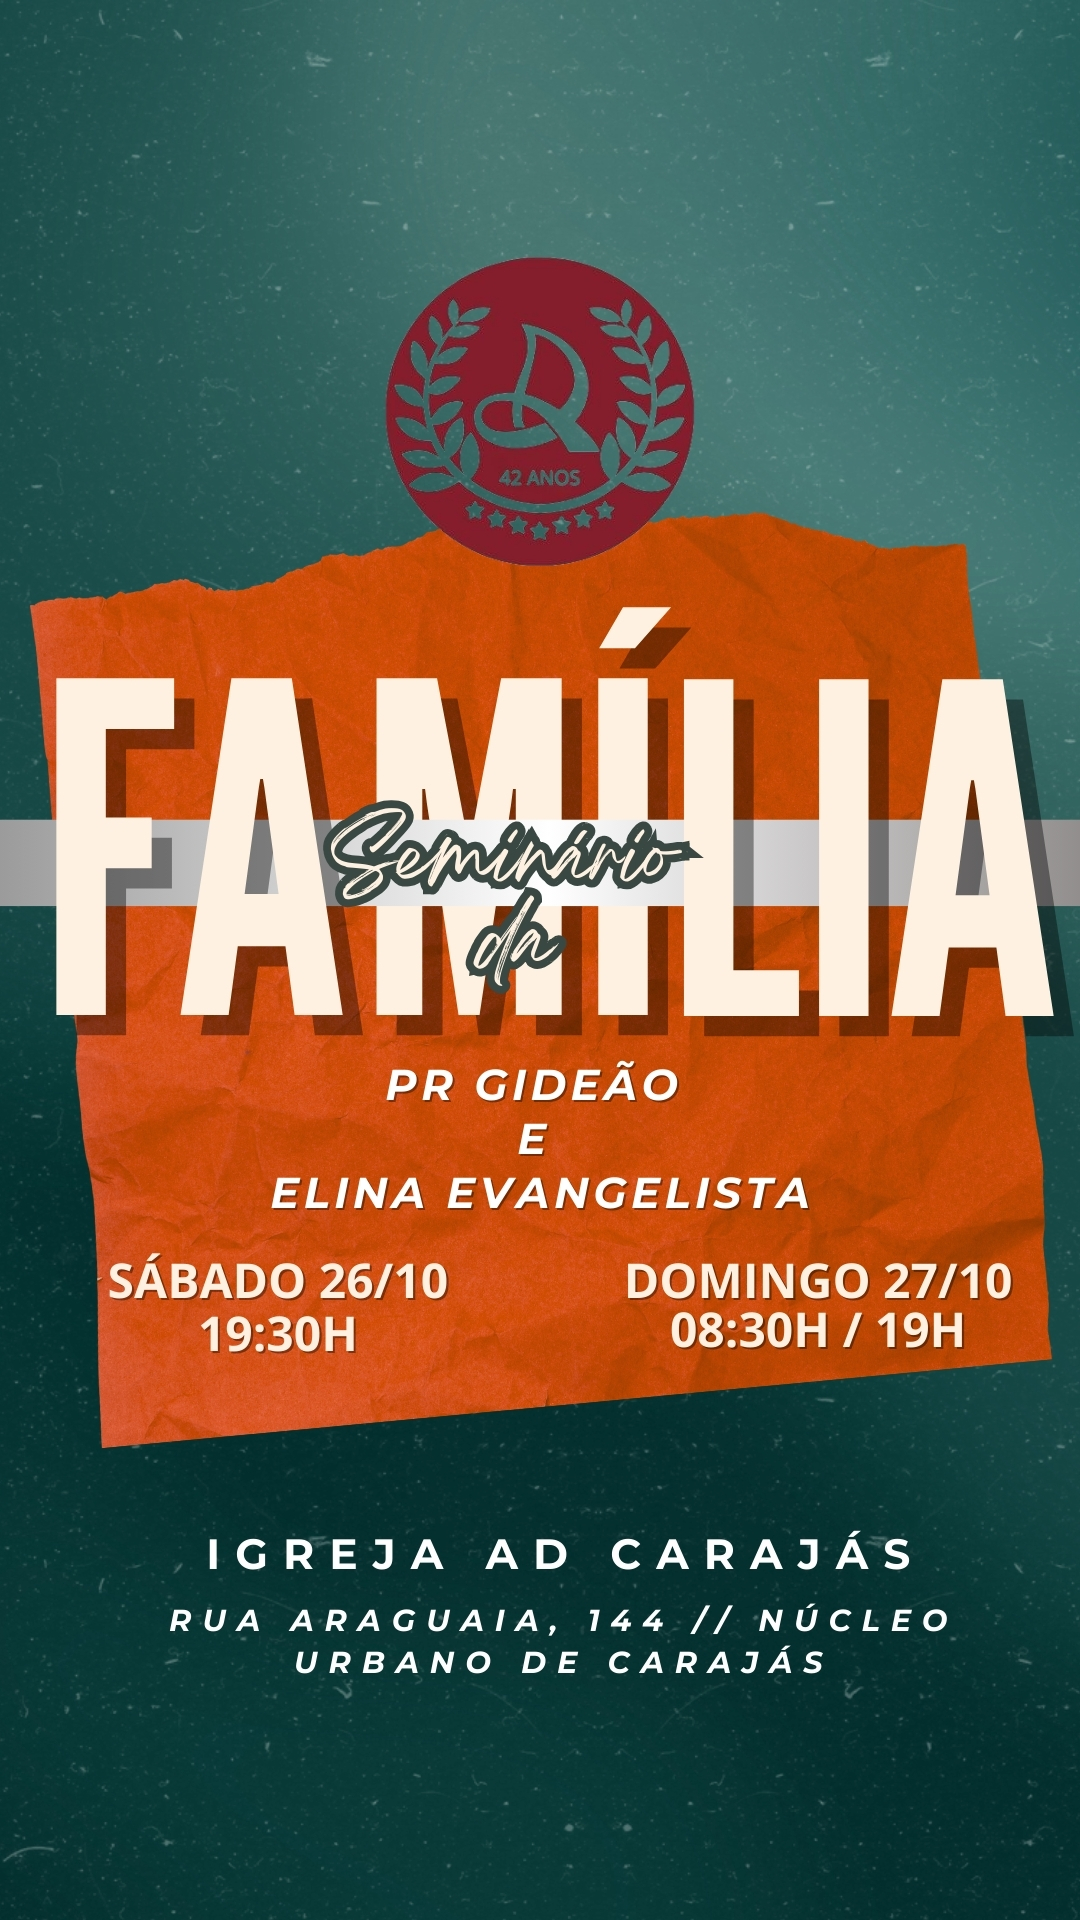 42 ANOS
Seminário
da
FAMÍLIA
PR GIDEÃO
E
ELINA EVANGELISTA
SÁBADO 26/10
19:30H
DOMINGO 27/10
08:30H / 19H
IGREJA AD CARAJÁS
RUA ARAGUAIA, 144 // NÚCLEO
URBANO DE CARAJÁS